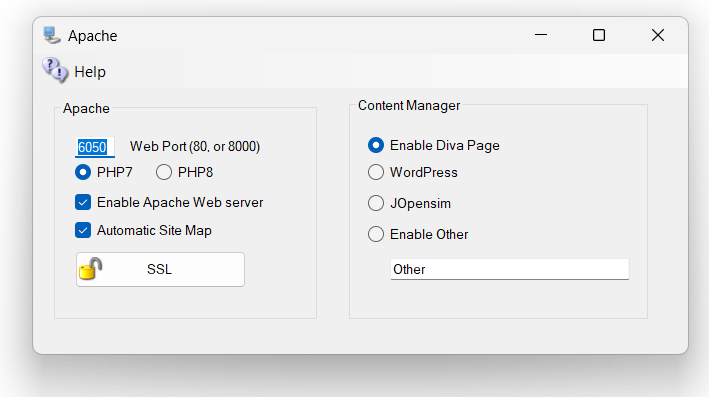 Apache
Help
Apache
6050 Web Port (80, or 8000)
PHP7 PHP8
Enable Apache Web server
Automatic Site Map
SSL
Content Manager
Enable Diva Page
WordPress
JOpensim
Enable Other
Other